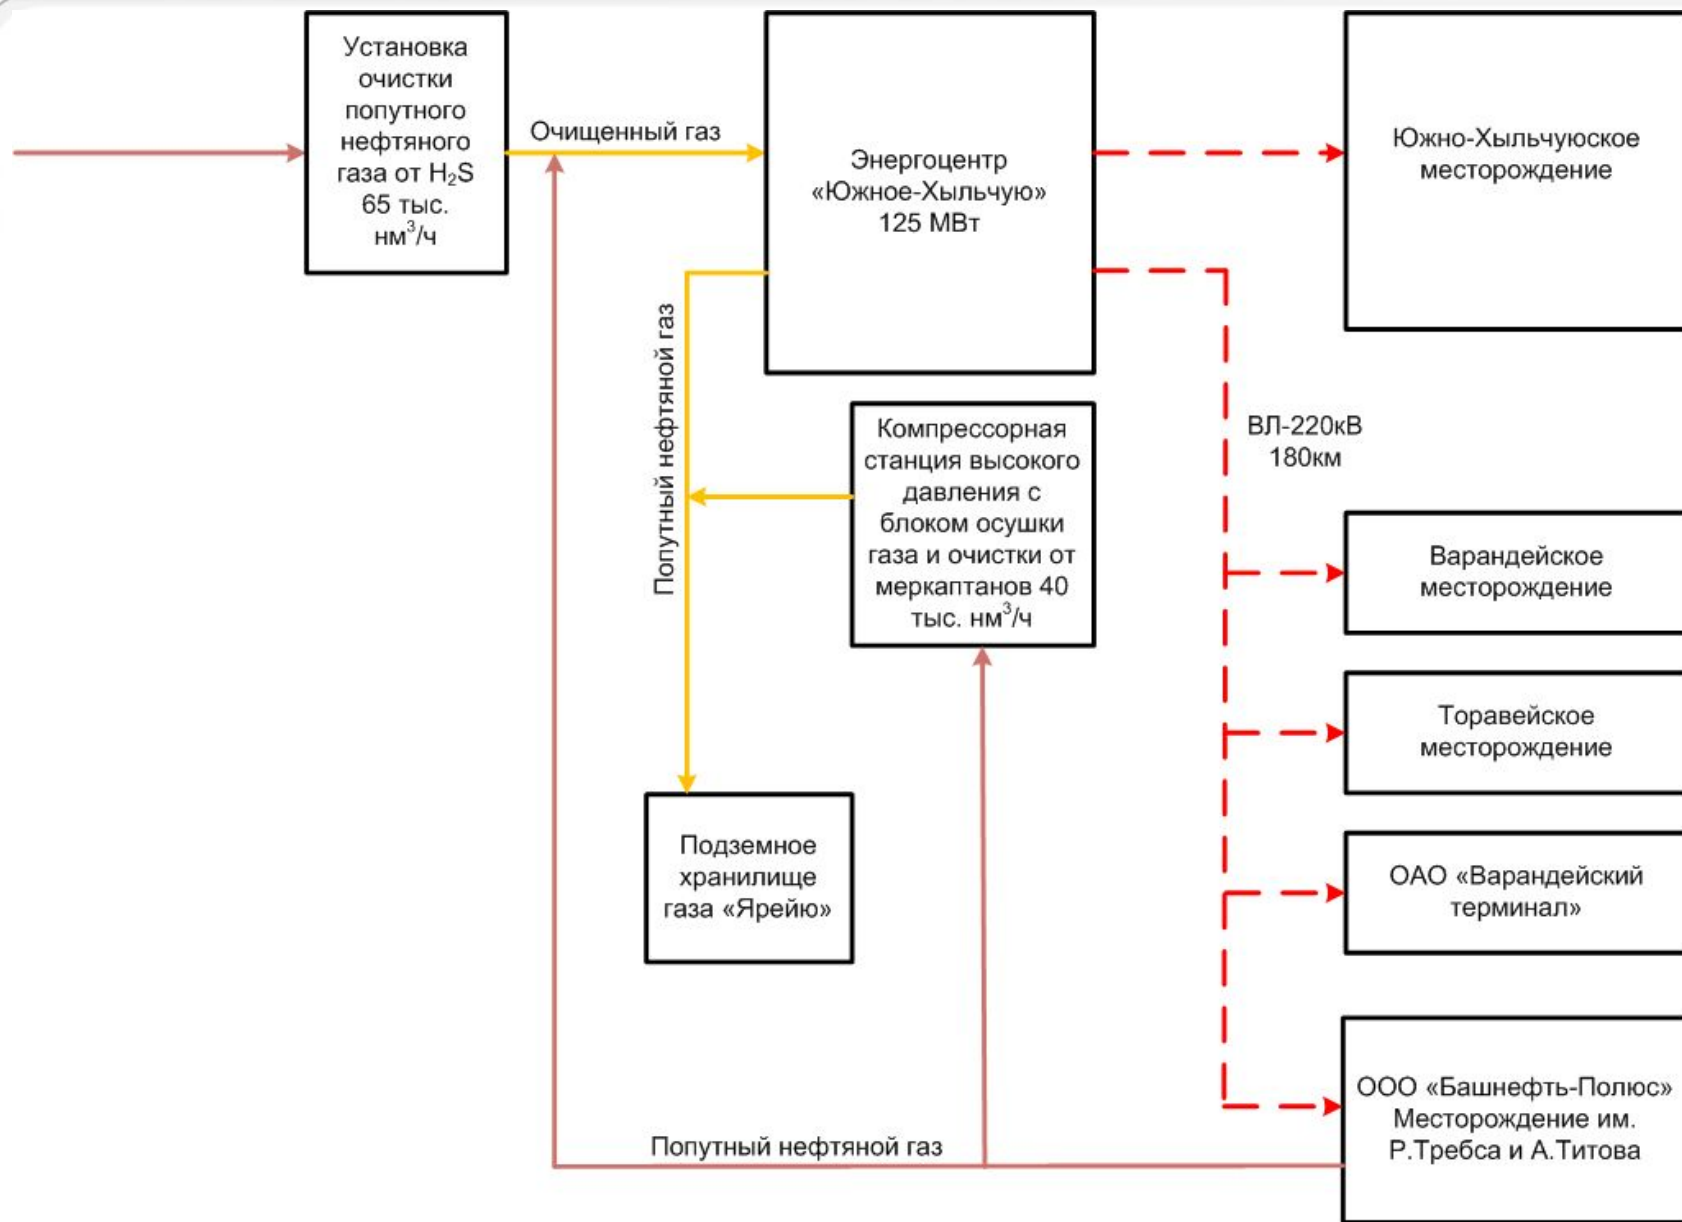 Установка
очистки
попутного
нефтяного
газа от H₂S
65 тыс.
нм³/ч
Очищенный газ
Энергоцентр
«Южное-Хыльчую»
125 МВт
Южно-Хыльчуюское
месторождение
Попутный нефтяной газ
Компрессорная
станция высокого
давления с
блоком осушки
газа и очистки от
меркаптанов 40
тыс. нм³/ч
ВЛ-220кВ
180км
Варандейское
месторождение
Торавейское
месторождение
Подземное
хранилище
газа «Ярейю»
ОАО «Варандейский
терминал»
ООО «Башнефть-Полюс»
Месторождение им.
Р.Требса и А.Титова
Попутный нефтяной газ